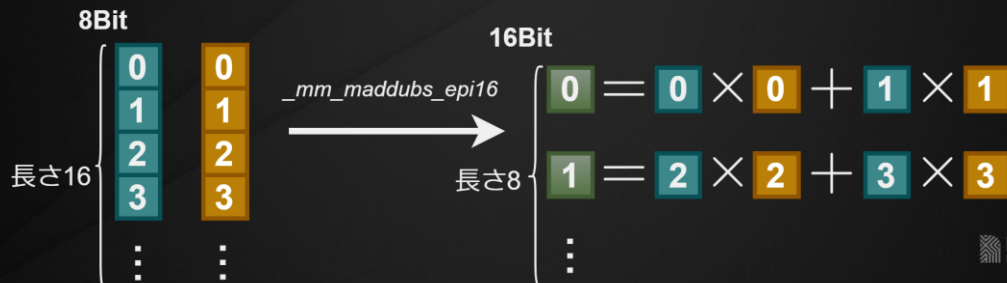 8Bit
0 0
1 1
長さ16
2 2
3 3
⋮ ⋮
_mm_maddubs_epi16
16Bit
長さ8
0 = 0 × 0 + 1 × 1
1 = 2 × 2 + 3 × 3
⋮